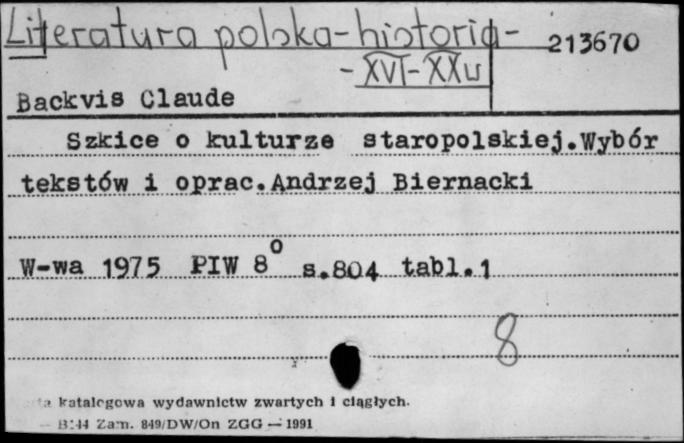 Literatura polska-historia- 213670
-XVI-XXw
Backvis Claude
Szkice o kulturze staropolskiej.Wybór
tekstów i oprac.Andrzej Biernacki
W-wa 1975 PIW 8° s.804 tabl.1
8
katalogowa wydawnictw zwartych i ciągłych.
Zam. 849/DW/On ZGG — 1991